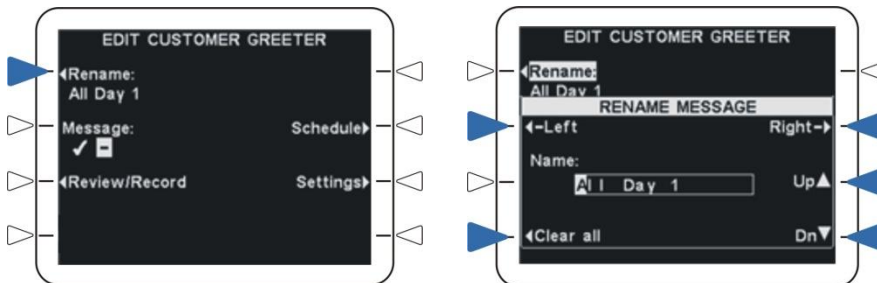 EDIT CUSTOMER GREETER
◀Rename:
All Day 1
Message:
✓ -
Schedule▶
◀Review/Record
Settings▶
EDIT CUSTOMER GREETER
◀Rename:
All Day 1
RENAME MESSAGE
◀-Left
Right-▶
Name:
All Day 1
Up▲
◀Clear all
Dn▼